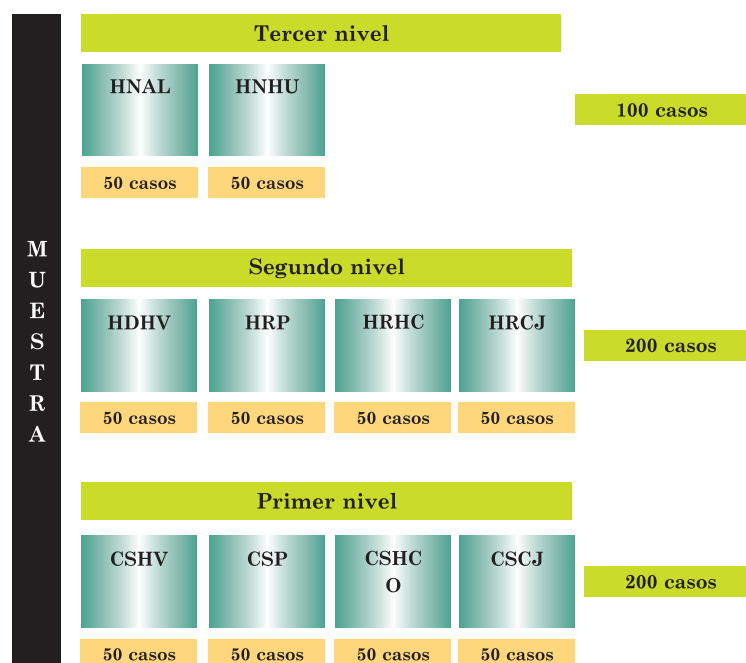 MUESTRA
Tercer nivel
HNAL
HNHU
100 casos
50 casos
50 casos
Segundo nivel
HDHV
HRP
HRHC
HRCJ
200 casos
50 casos
50 casos
50 casos
50 casos
Primer nivel
CSHV
CSP
CSHC
O
CSCJ
200 casos
50 casos
50 casos
50 casos
50 casos